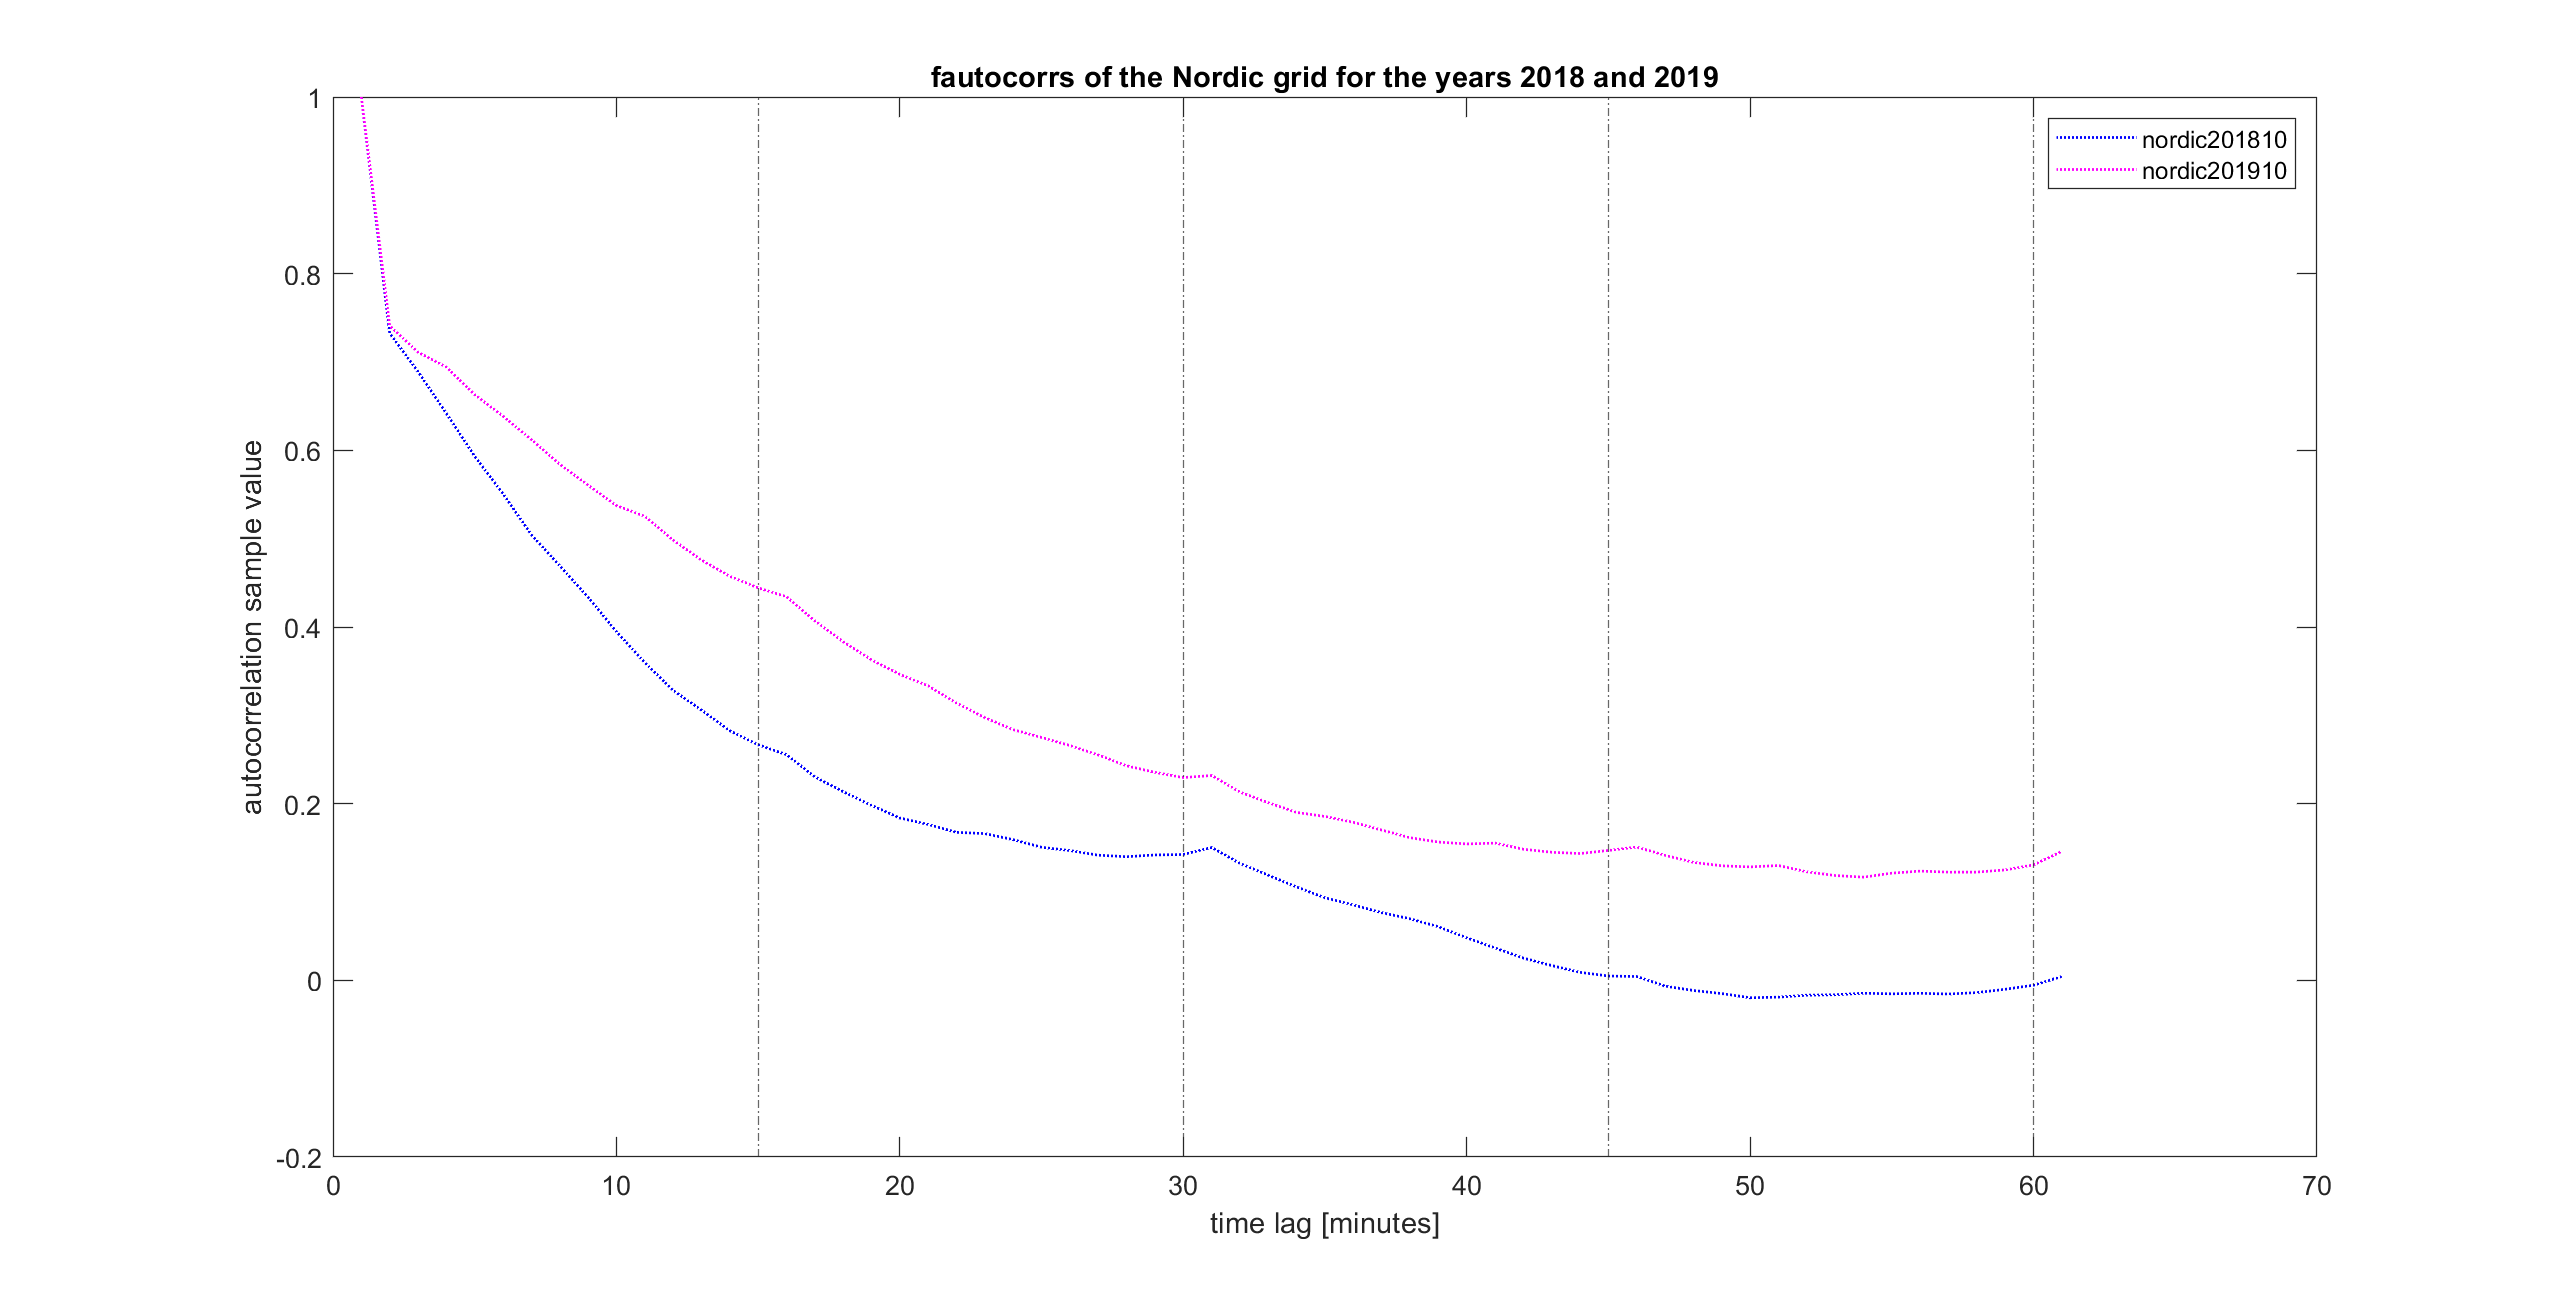 fautocorrs of the Nordic grid for the years 2018 and 2019
1
0.8
0.6
0.4
0.2
0
-0.2
autocorrelation sample value
nordic201810
nordic201910
0 10 20 30 40 50 60 70
time lag [minutes]